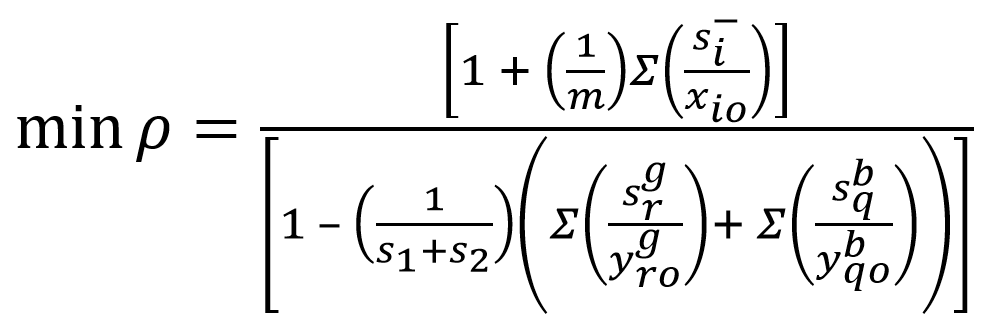 min ρ = [1 + (1/m)Σ(s_i^-/x_io)] / [1 – (1/(s_1+s_2))(Σ(s_r^g/y_ro^g)+ Σ(s_q^b/y_qo^b))]